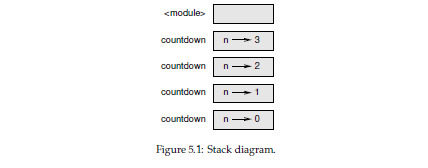 <module>
countdown n 3
countdown n 2
countdown n 1
countdown n 0
Figure 5.1: Stack diagram.